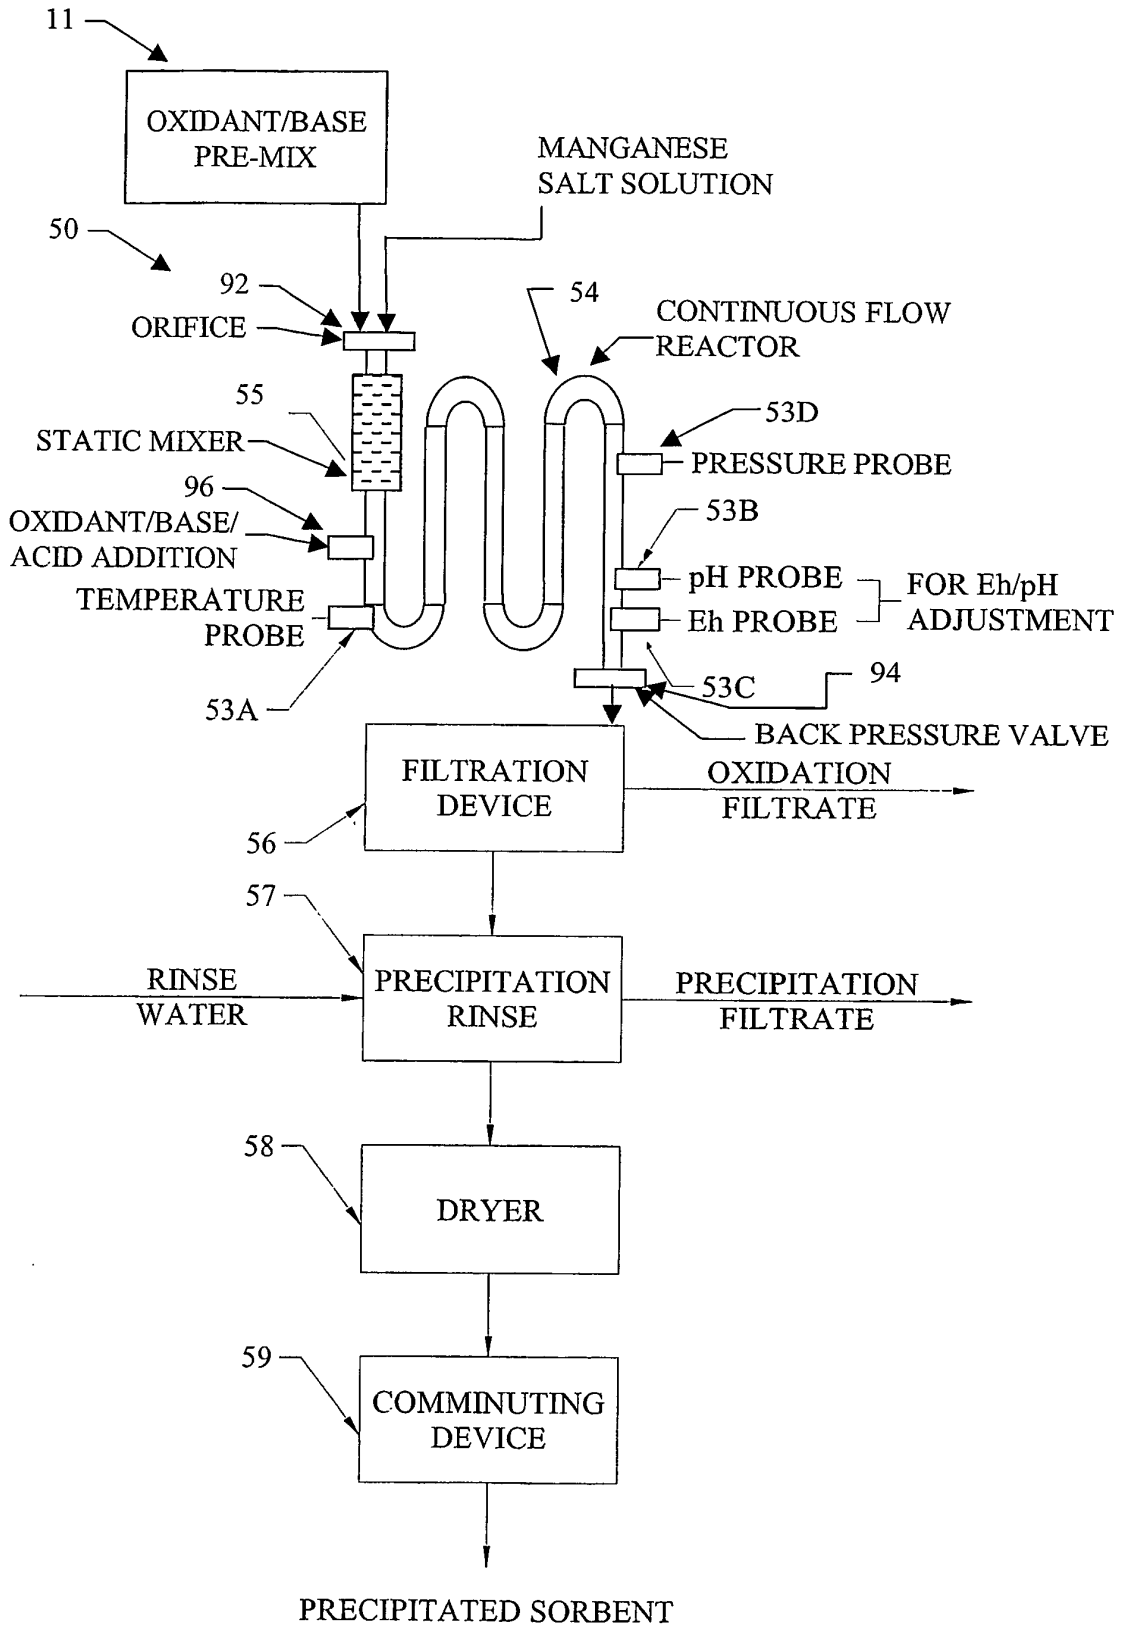 11
OXIDANT/BASE
PRE-MIX
MANGANESE
SALT SOLUTION
50
92
ORIFICE
54
CONTINUOUS FLOW
REACTOR
55
STATIC MIXER
53D
PRESSURE PROBE
96
OXIDANT/BASE/
ACID ADDITION
53B
pH PROBE
Eh PROBE
FOR Eh/pH
ADJUSTMENT
TEMPERATURE
PROBE
53A
53C
94
BACK PRESSURE VALVE
FILTRATION
DEVICE
OXIDATION
FILTRATE
56
57
RINSE
WATER
PRECIPITATION
RINSE
PRECIPITATION
FILTRATE
58
DRYER
59
COMMINUTING
DEVICE
PRECIPITATED SORBENT